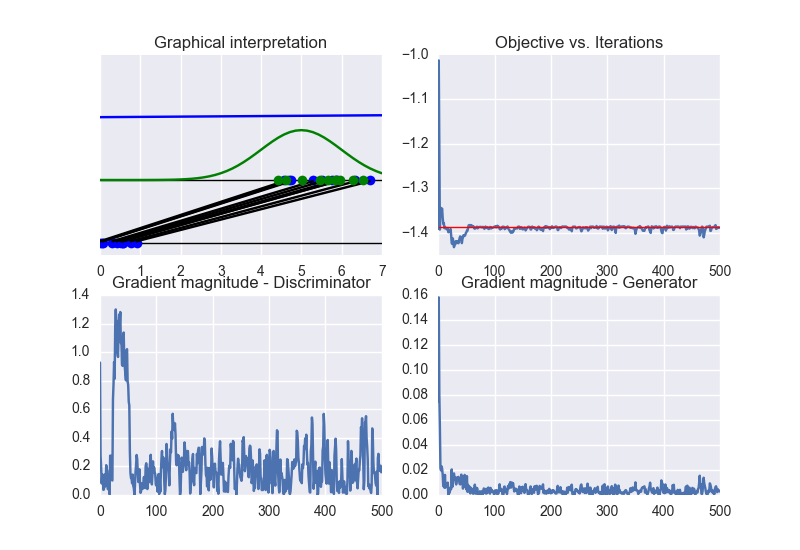 Graphical interpretation
0 1 2 3 4 5 6 7
Objective vs. Iterations
−1.0
−1.1
−1.2
−1.3
−1.4
0 100 200 300 400 500
Gradient magnitude - Discriminator
1.4
1.2
1.0
0.8
0.6
0.4
0.2
0.0
0 100 200 300 400 500
Gradient magnitude - Generator
0.16
0.14
0.12
0.10
0.08
0.06
0.04
0.02
0.00
0 100 200 300 400 500